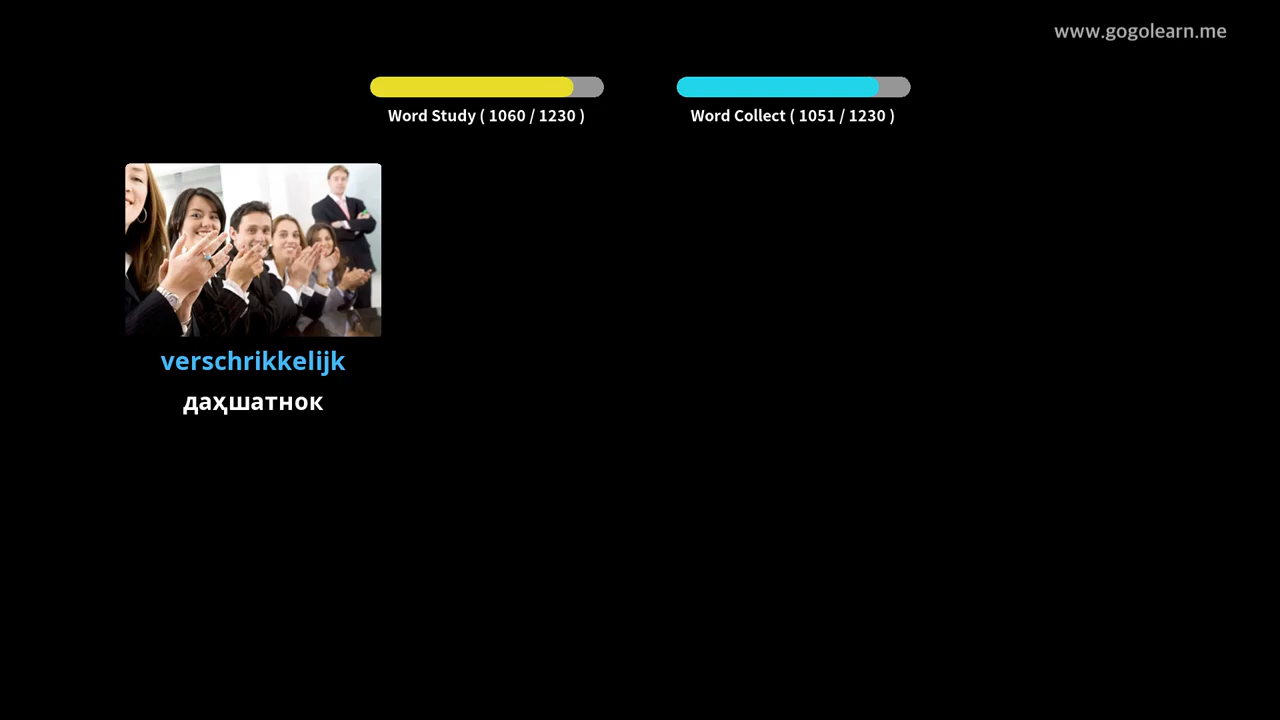 www.gogolearn.me
Word Study ( 1060 / 1230 )
Word Collect ( 1051 / 1230 )
verschrikkelijk
даҳшатнок